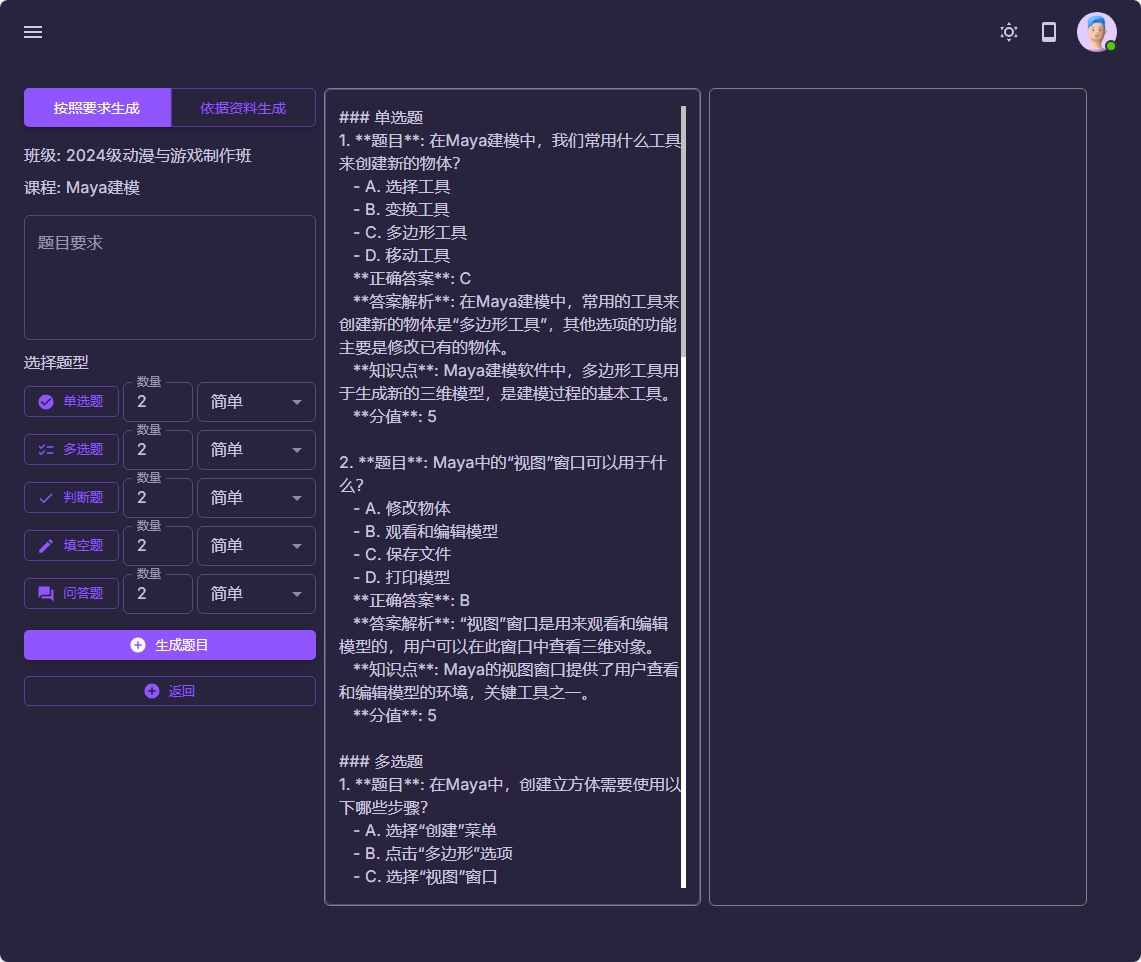 按照要求生成
依据资料生成
班级: 2024级动漫与游戏制作班
课程: Maya建模
题目要求
选择题型
单选题
数量
2
简单
多选题
数量
2
简单
判断题
数量
2
简单
填空题
数量
2
简单
问答题
数量
2
简单
生成题目
返回
### 单选题
1. **题目**: 在Maya建模中，我们常用什么工具
来创建新的物体?
- A. 选择工具
- B. 变换工具
- C. 多边形工具
- D. 移动工具
**正确答案**: C
**答案解析**: 在Maya建模中，常用的工具来
创建新的物体是“多边形工具”，其他选项的功能
主要是修改已有的物体。
**知识点**: Maya建模软件中，多边形工具用
于生成新的三维模型，是建模过程的基本工具。
**分值**: 5
2. **题目**: Maya中的“视图”窗口可以用于什
么?
- A. 修改物体
- B. 观看和编辑模型
- C. 保存文件
- D. 打印模型
**正确答案**: B
**答案解析**: “视图”窗口是用来观看和编辑
模型的，用户可以在此窗口中查看三维对象。
**知识点**: Maya的视图窗口提供了用户查看
和编辑模型的环境，关键工具之一。
**分值**: 5
### 多选题
1. **题目**: 在Maya中，创建立方体需要使用以
下哪些步骤?
- A. 选择“创建”菜单
- B. 点击“多边形”选项
- C. 选择“视图”窗口